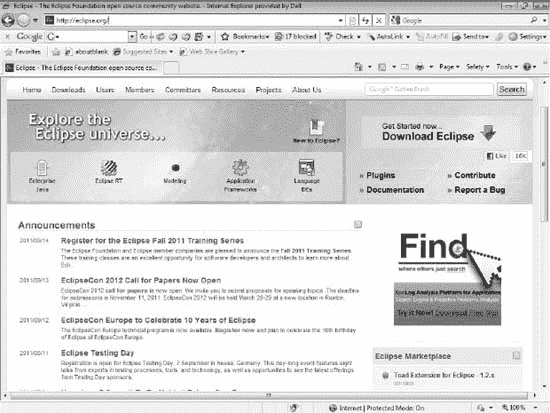 Eclipse - The Eclipse Foundation open source community website. - Internet Explorer provided by Dell
http://eclipse.org/
Google
Google Go Bookmarks 17 blocked Check AutoLink AutoFill Send to Settings
Favorites about:blank Suggested Sites Web Slice Gallery
Eclipse - The Eclipse Foundation open source co...
Page Safety Tools
Home Downloads Users Members Committers Resources Projects About Us
Google Custom Search Search
Explore the
Eclipse universe...
New to Eclipse?
Get Started now...
Download Eclipse
Like 16k
Enterprise
Java
Eclipse RT
Modeling
Application
Frameworks
Language
IDEs
» Plugins » Contribute
» Documentation » Report a Bug
Announcements
2011/09/14 Register for the Eclipse Fall 2011 Training Series
The Eclipse Foundation and Eclipse member companies are pleased to announce the Fall 2011 Training Series.
These training classes are an excellent opportunity for software developers and architects to learn more about
2011/09/13 EclipseCon 2012 Call for Papers Now Open
EclipseCon 2012 call for papers is now open. We invite you to submit proposals for speaking topics. The deadline
for submissions is November 11, 2011. EclipseCon 2012 will be held March 26-29 at a new location in Reston,
Virginia ...
2011/09/12 EclipseCon Europe to Celebrate 10 Years of Eclipse
The EclipseCon Europe technical program is now available. Register now and plan to celebrate the 10th birthday
of Eclipse at EclipseCon Europe.
2011/09/11 Eclipse Testing Day
Registration is open for Eclipse Testing Day, 7 September in Neuss, Germany. This day-long event features eight
talks from experts in testing processes, tools, and technology, as well as opportunities to see the latest offerings
from Testing Day sponsors.
Find
where others just search
Log Analysis Platform for Application
Search Engine & Proactive Problems Analysis
Try it Now! Download Free
Eclipse Marketplace
Toad Extension for Eclipse - 1.2.x
Internet | Protected Mode: On
100%